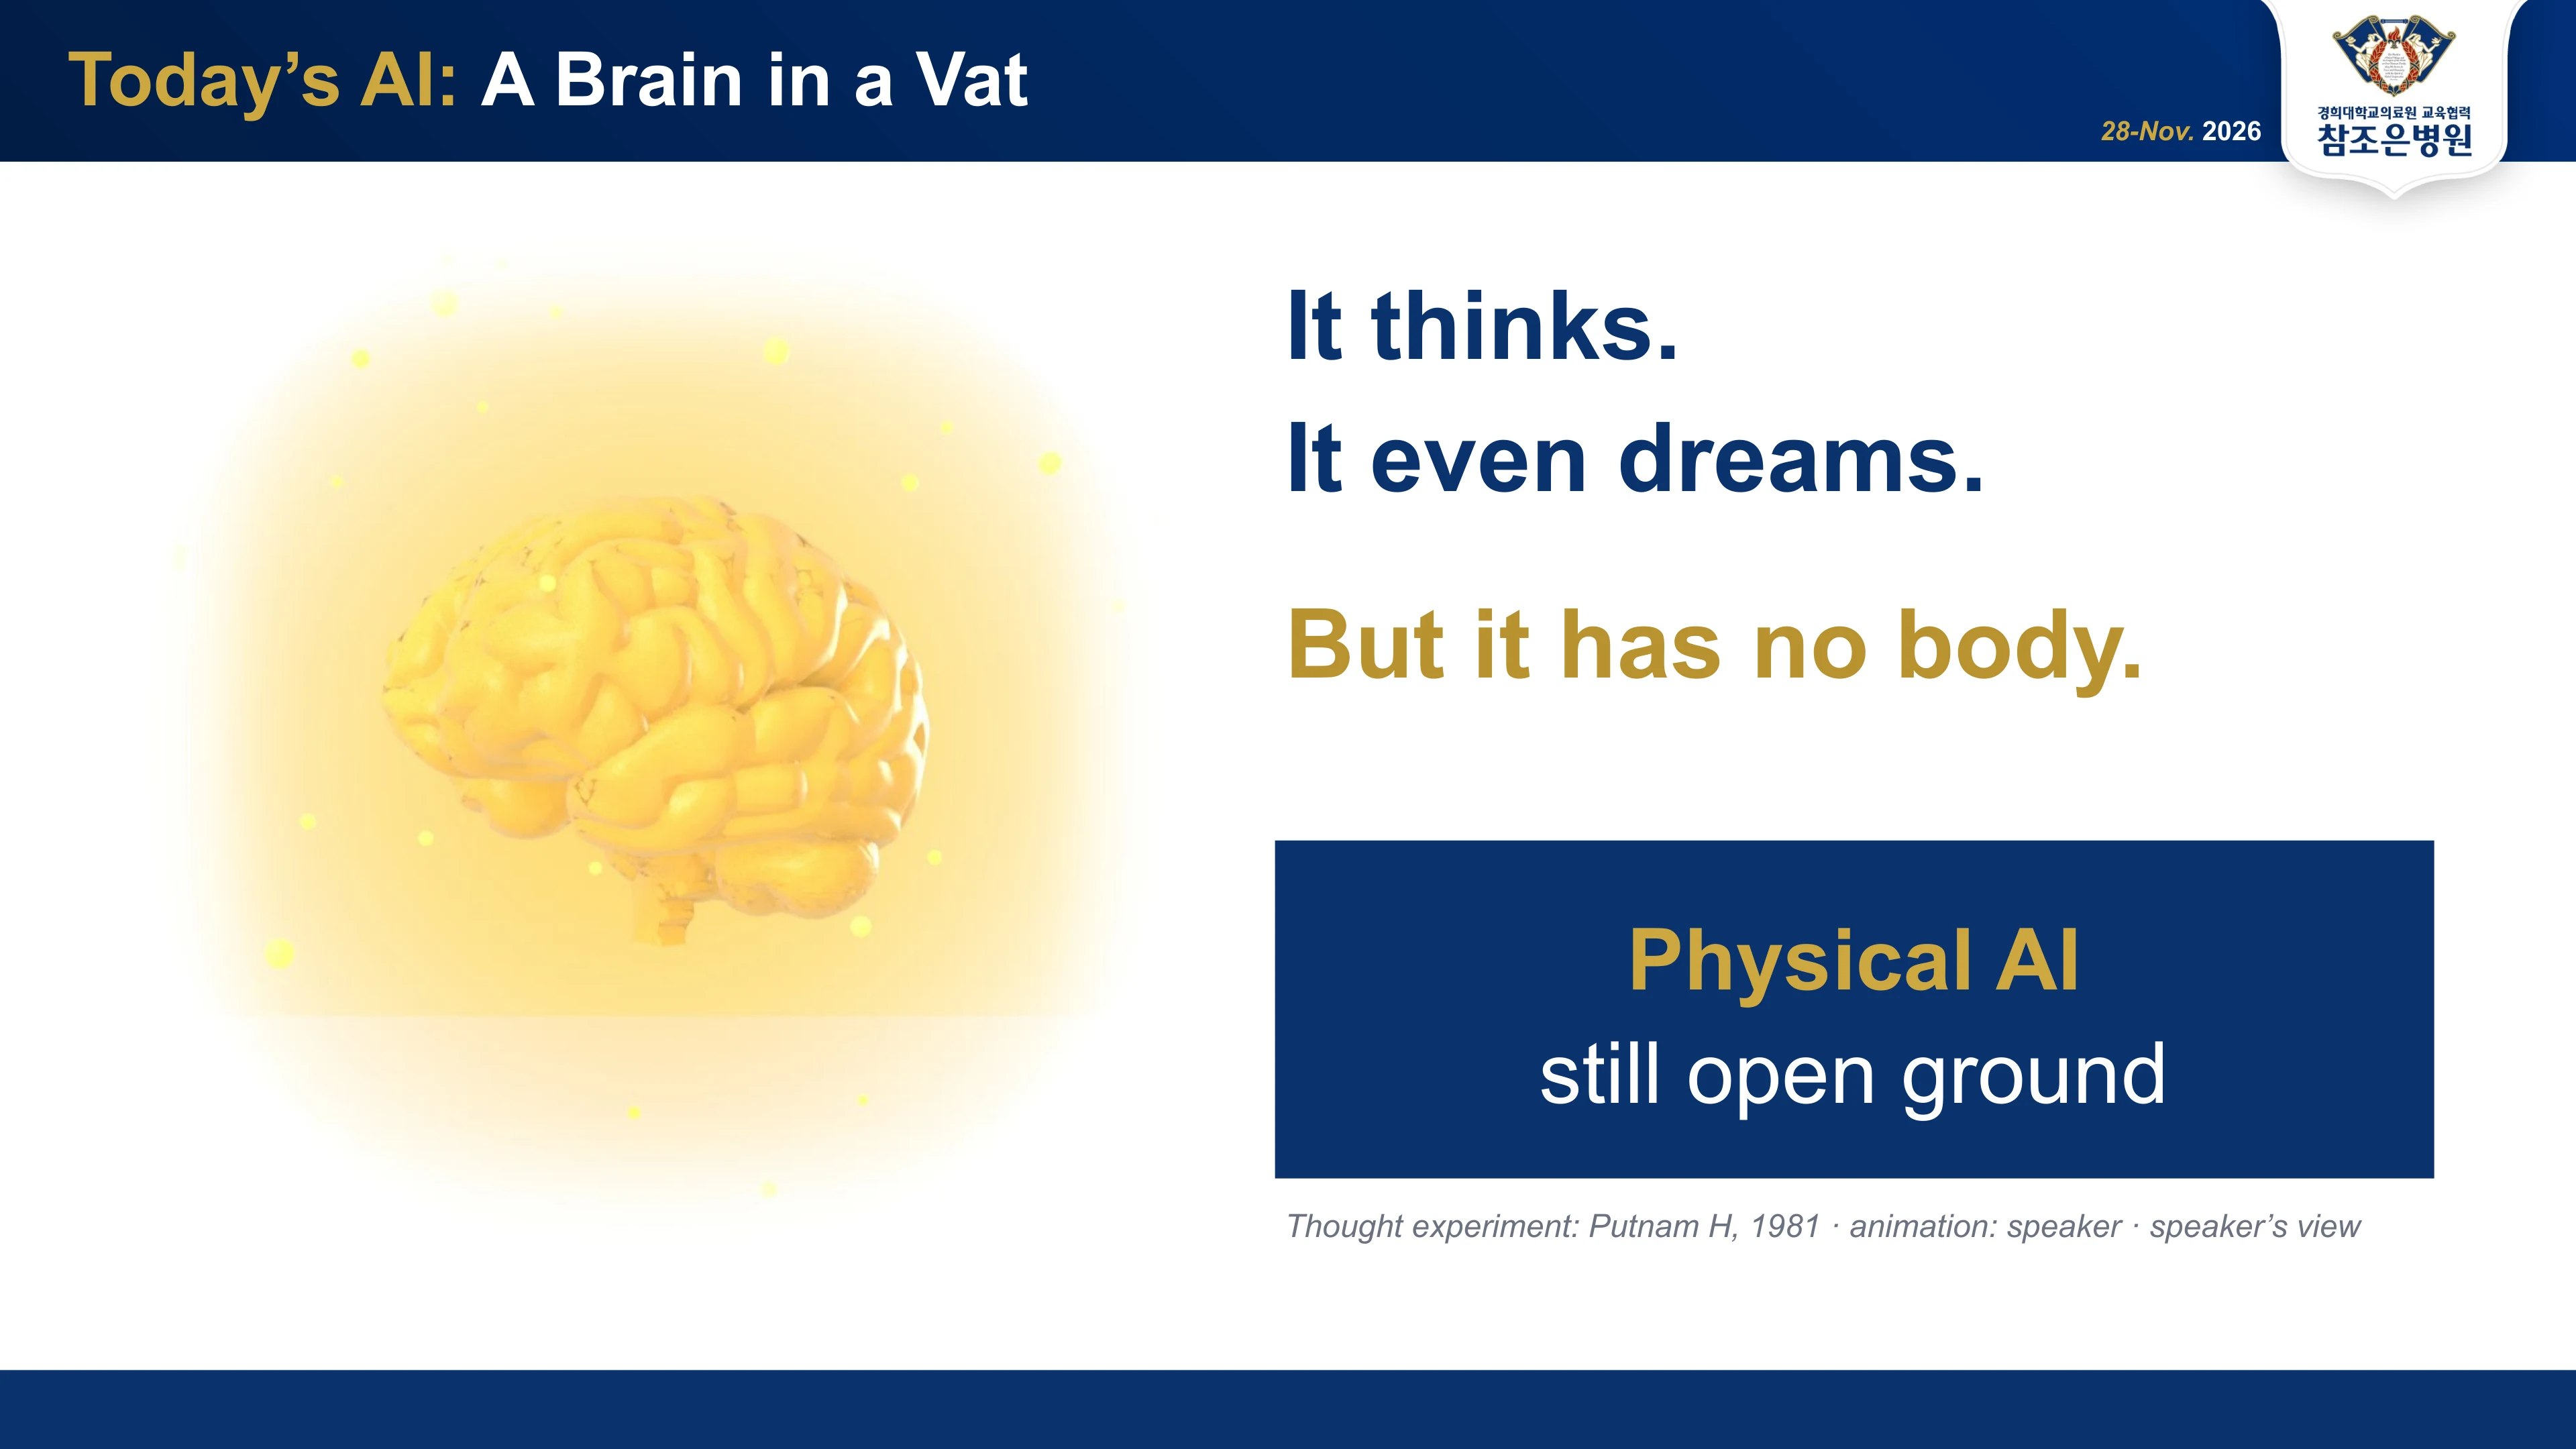 Today’s AI: A Brain in a Vat
28-Nov. 2026
경희대학교의료원 교육협력
참조은병원
It thinks.
It even dreams.
But it has no body.
Physical AI
still open ground
Thought experiment: Putnam H, 1981 · animation: speaker · speaker’s view